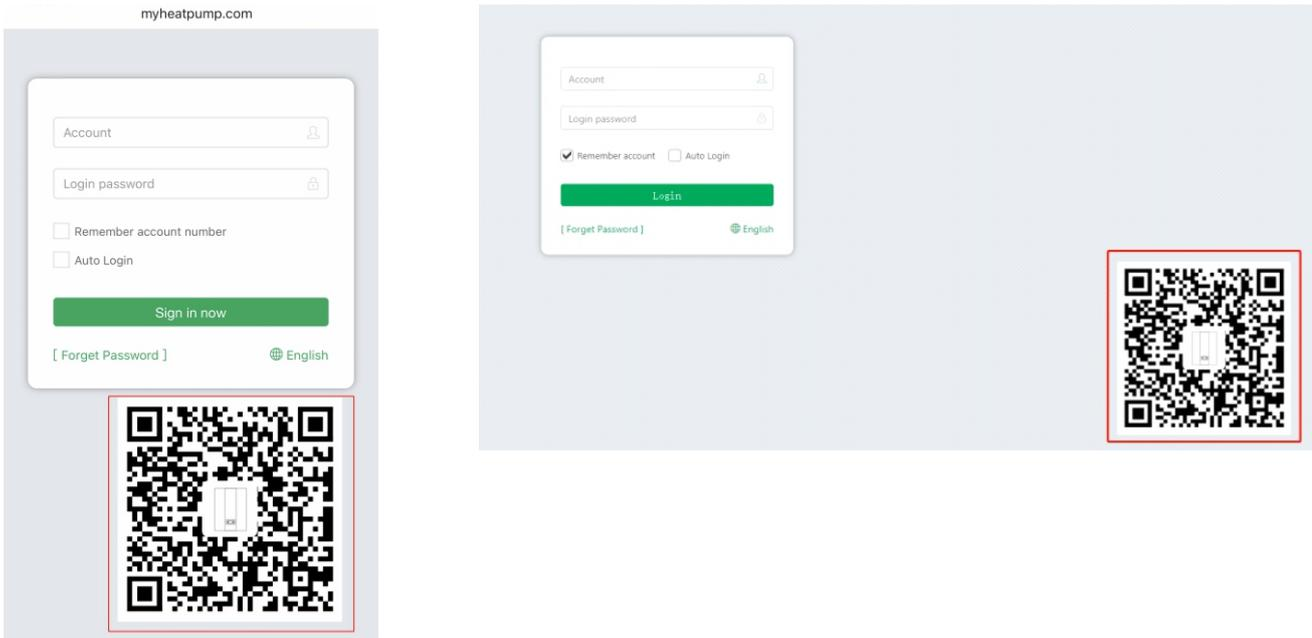 myheatpump.com
Account
Login password
Remember account number
Auto Login
Sign in now
[ Forget Password ] English
Account
Login password
Remember account Auto Login
Login
[ Forget Password ] English